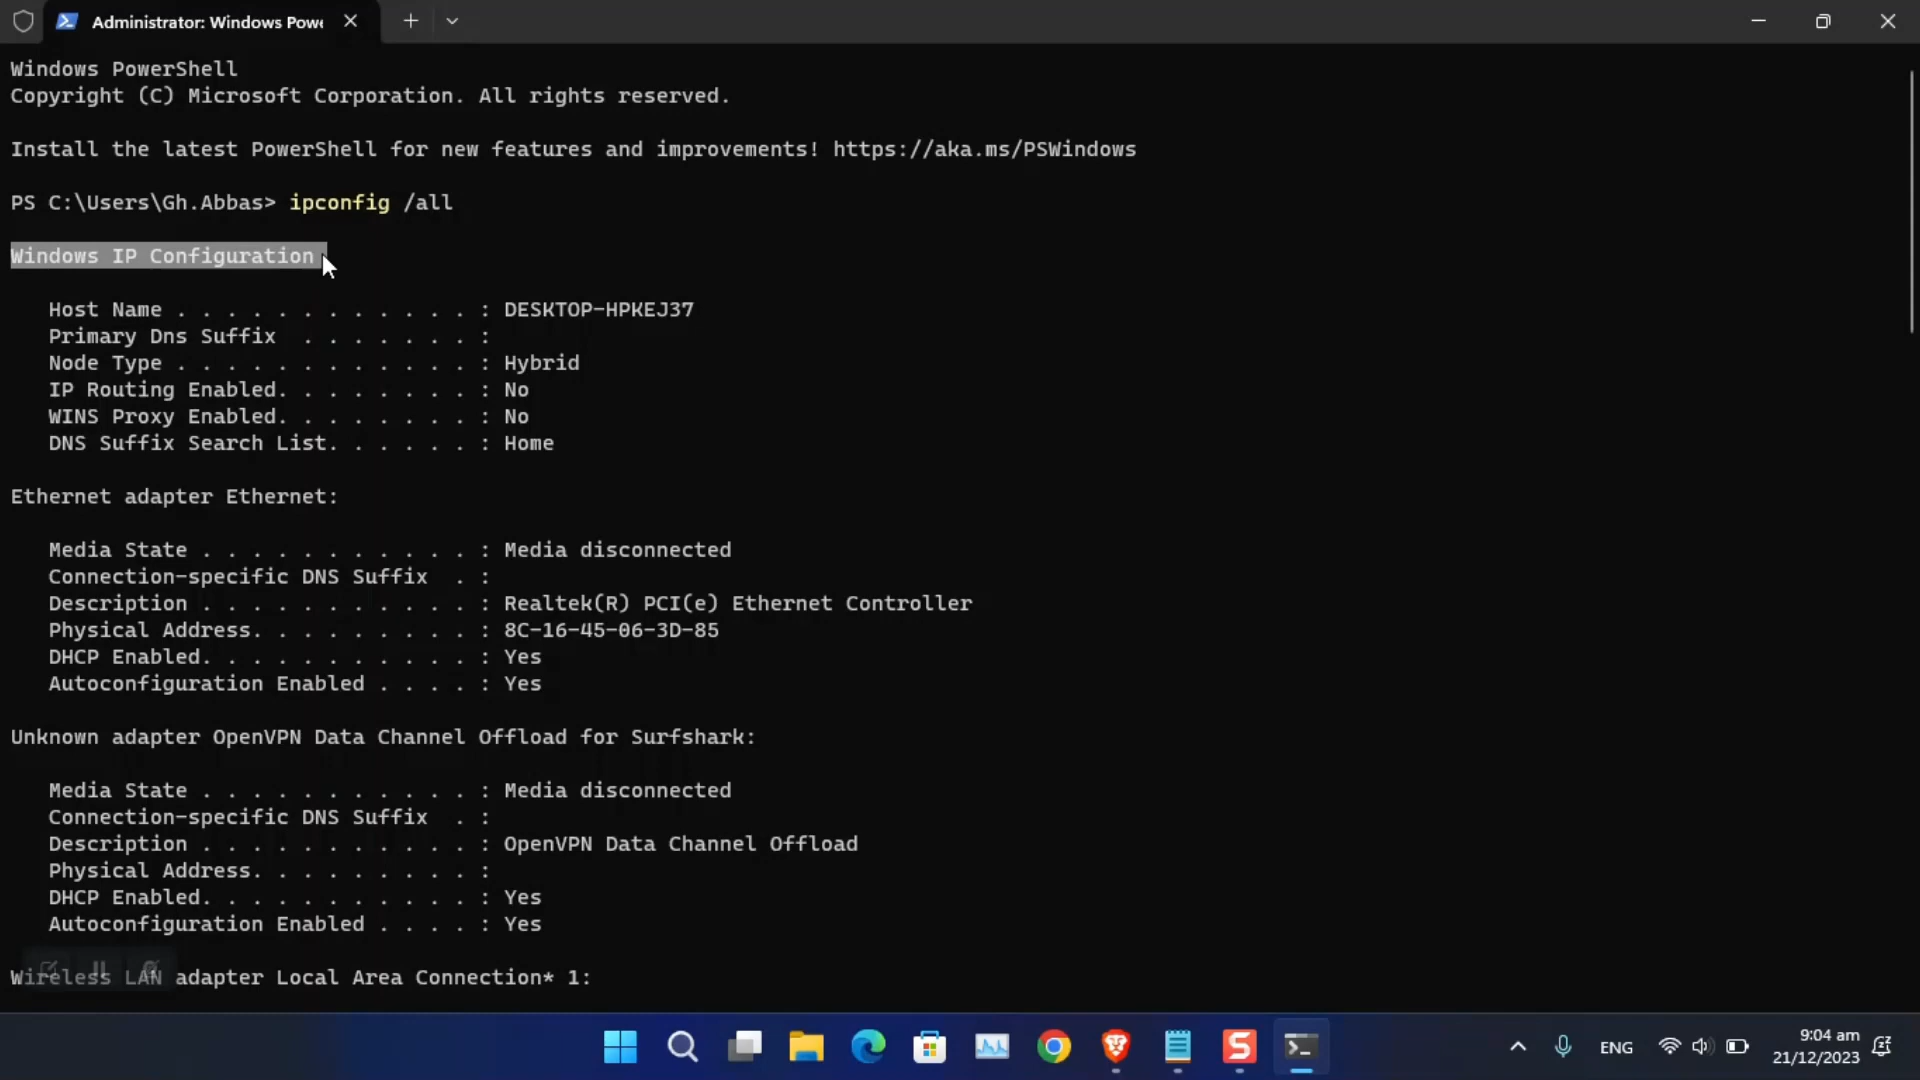 Administrator: Windows Powe
Windows PowerShell
Copyright (C) Microsoft Corporation. All rights reserved.
Install the latest PowerShell for new features and improvements! https://aka.ms/PSWindows
PS C:\Users\Gh.Abbas> ipconfig /all
Windows IP Configuration
Host Name . . . . . . . . . . . . : DESKTOP-HPKEJ37
Primary Dns Suffix  . . . . . . . :
Node Type . . . . . . . . . . . . : Hybrid
IP Routing Enabled. . . . . . . . : No
WINS Proxy Enabled. . . . . . . . : No
DNS Suffix Search List. . . . . . : Home
Ethernet adapter Ethernet:
Media State . . . . . . . . . . . : Media disconnected
Connection-specific DNS Suffix  . :
Description . . . . . . . . . . . : Realtek(R) PCI(e) Ethernet Controller
Physical Address. . . . . . . . . : 8C-16-45-06-3D-85
DHCP Enabled. . . . . . . . . . . : Yes
Autoconfiguration Enabled . . . . : Yes
Unknown adapter OpenVPN Data Channel Offload for Surfshark:
Media State . . . . . . . . . . . : Media disconnected
Connection-specific DNS Suffix  . :
Description . . . . . . . . . . . : OpenVPN Data Channel Offload
Physical Address. . . . . . . . . :
DHCP Enabled. . . . . . . . . . . : Yes
Autoconfiguration Enabled . . . . : Yes
Wireless LAN adapter Local Area Connection* 1:
ENG
9:04 am
21/12/2023